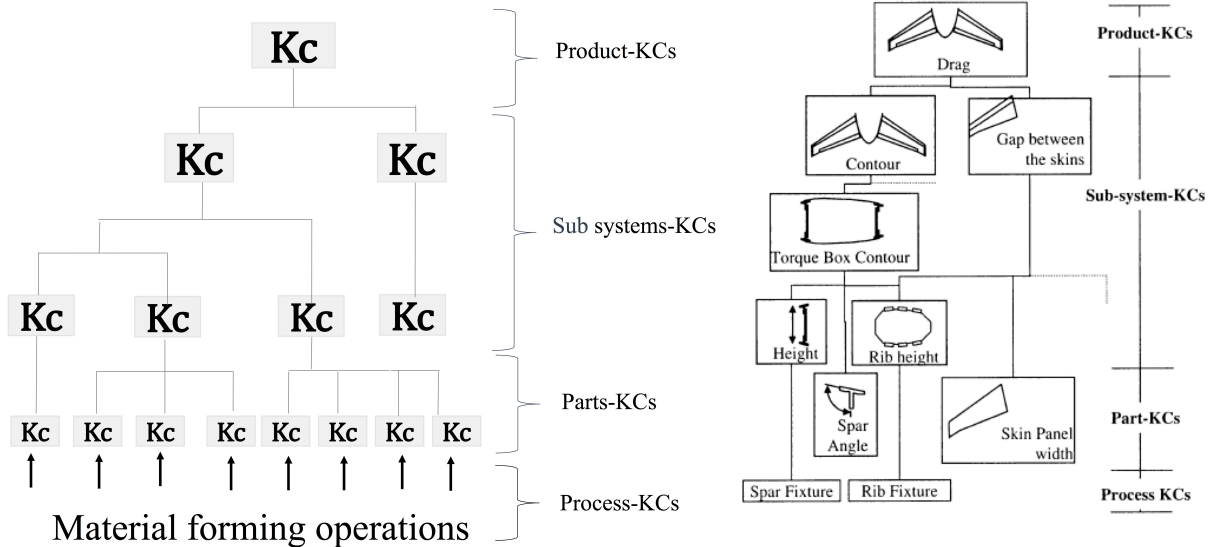 Kc
Product-KCs
Kc
Kc
Sub systems-KCs
Kc
Kc
Kc
Kc
Parts-KCs
Kc
Kc
Kc
Kc
Kc
Kc
Kc
Kc
Process-KCs
Material forming operations
Drag
Product-KCs
Contour
Gap between
the skins
Sub-system-KCs
Torque Box Contour
Height
Rib height
Spar
Angle
Skin Panel
width
Part-KCs
Spar Fixture
Rib Fixture
Process KCs